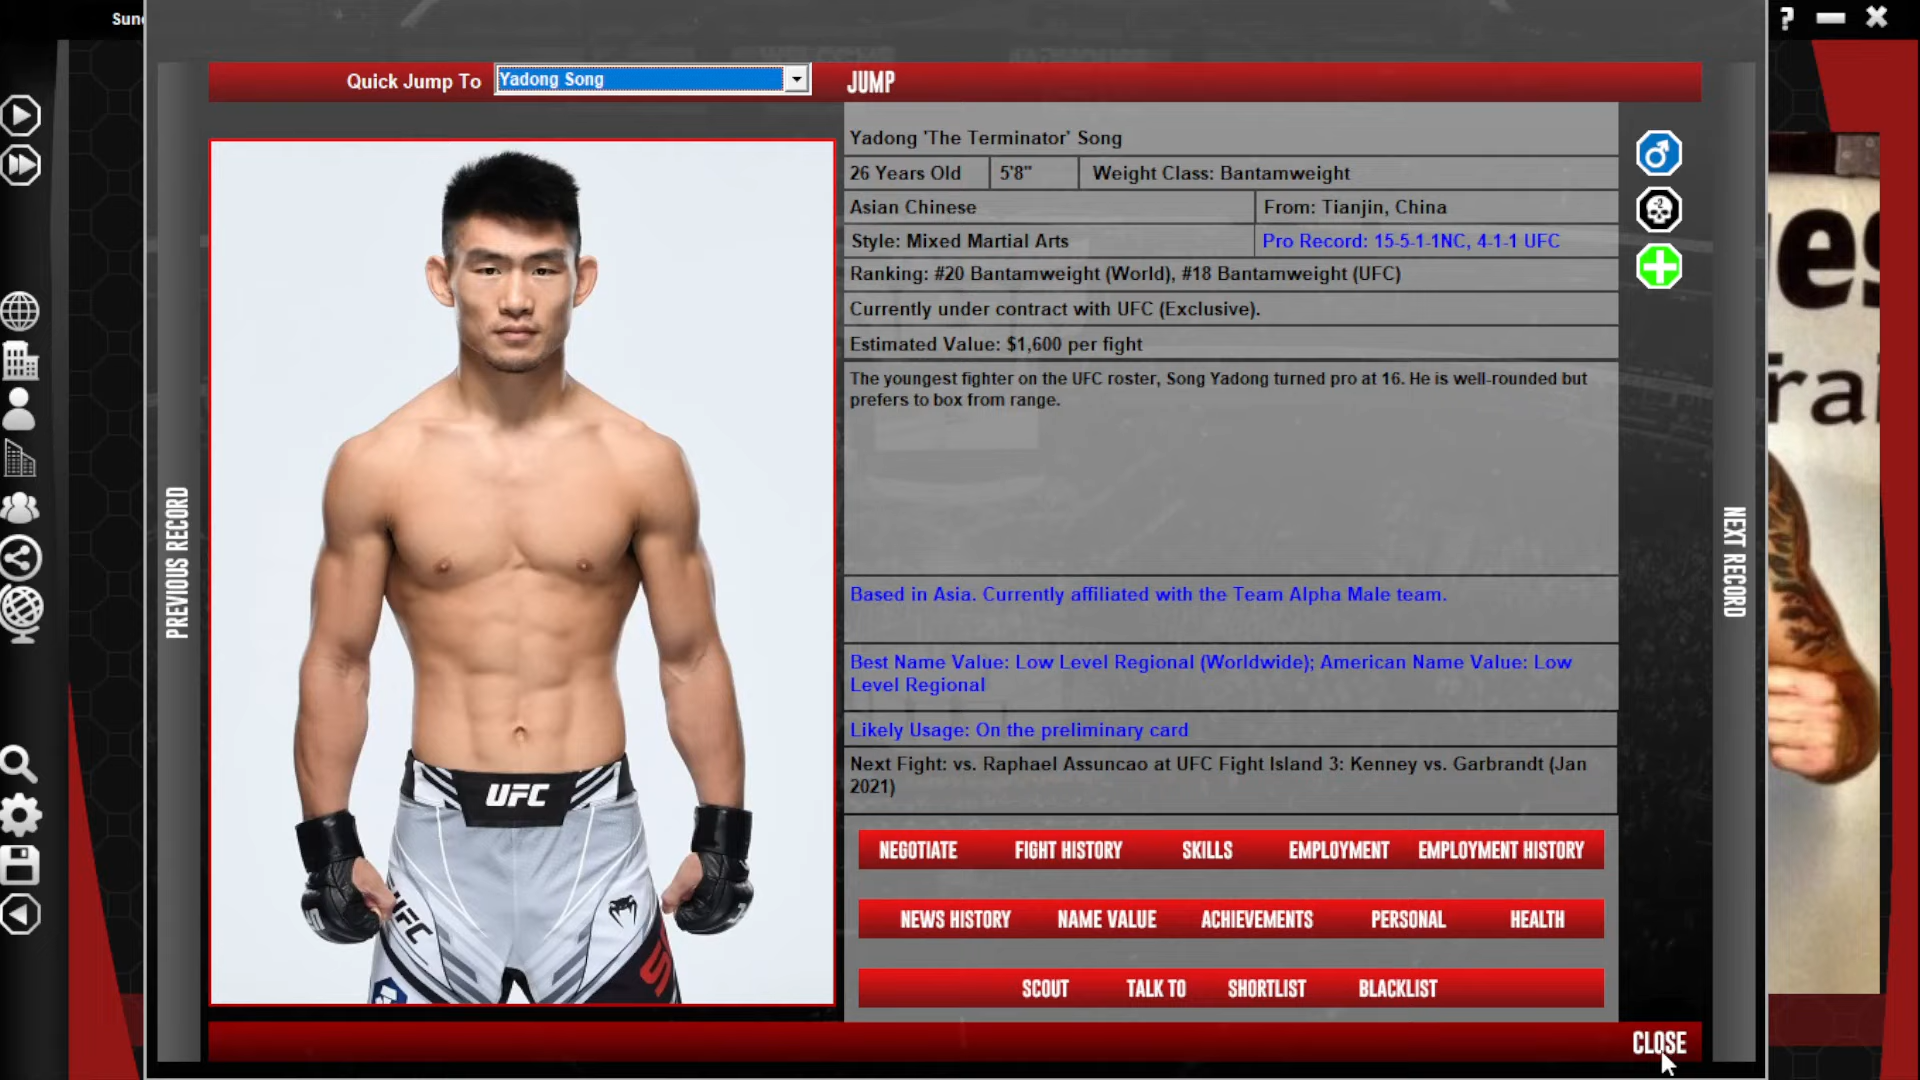 Quick Jump To
Yadong Song
JUMP
Yadong 'The Terminator' Song
26 Years Old
5'8"
Weight Class: Bantamweight
Asian Chinese
From: Tianjin, China
Style: Mixed Martial Arts
Pro Record: 15-5-1-1NC, 4-1-1 UFC
Ranking: #20 Bantamweight (World), #18 Bantamweight (UFC)
Currently under contract with UFC (Exclusive).
Estimated Value: $1,600 per fight
The youngest fighter on the UFC roster, Song Yadong turned pro at 16. He is well-rounded but
prefers to box from range.
Based in Asia. Currently affiliated with the Team Alpha Male team.
Best Name Value: Low Level Regional (Worldwide); American Name Value: Low
Level Regional
Likely Usage: On the preliminary card
Next Fight: vs. Raphael Assuncao at UFC Fight Island 3: Kenney vs. Garbrandt (Jan
2021)
NEGOTIATE FIGHT HISTORY SKILLS EMPLOYMENT EMPLOYMENT HISTORY
NEWS HISTORY NAME VALUE ACHIEVEMENTS PERSONAL HEALTH
SCOUT TALK TO SHORTLIST BLACKLIST
CLOSE
PREVIOUS RECORD
NEXT RECORD
UFC
UFC
-2
?